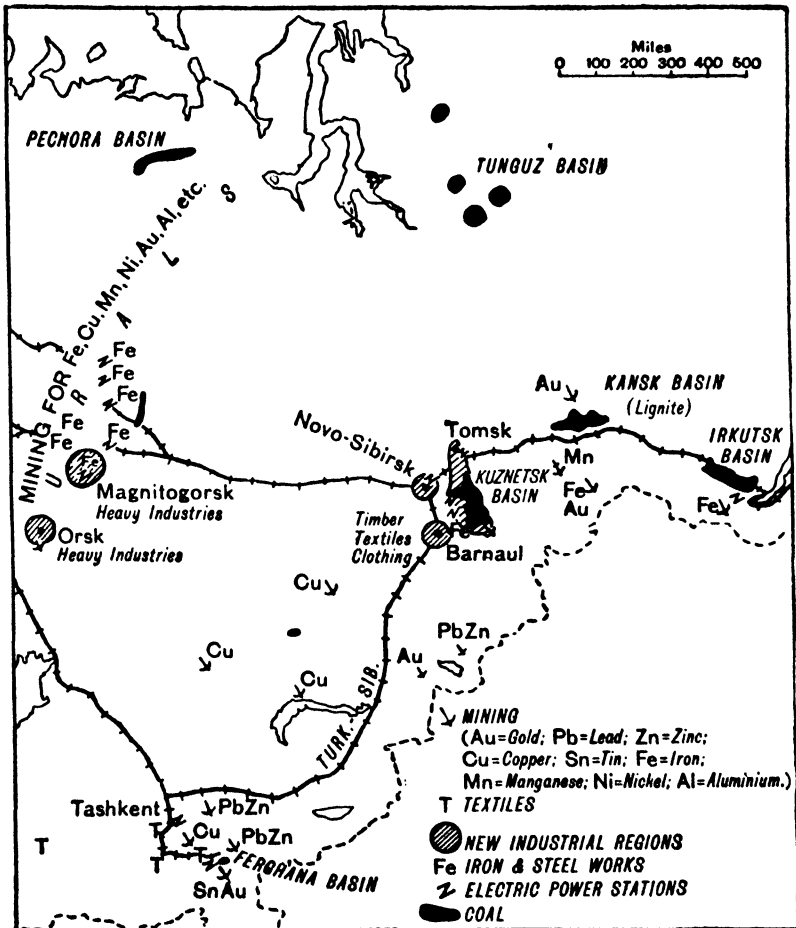 Miles
0 100 200 300 400 500
PECHORA BASIN
TUNGUZ BASIN
MINING FOR Fe, Cu, Mn, Ni, Au, Al, etc.
URALS
Fe
Fe
Fe
Fe
Fe
Fe
Fe
Magnitogorsk
Heavy Industries
Orsk
Heavy Industries
Novo-Sibirsk
Tomsk
KUZNETSK
BASIN
Timber
Textiles
Clothing
Barnaul
Au
KANSK BASIN
(Lignite)
Mn
Fe
Au
IRKUTSK
BASIN
Fe
Cu
Cu
Cu
PbZn
Au
TURK.-SIB.
Tashkent
PbZn
T
Cu
PbZn
T
T
T
FERGHANA BASIN
SnAu
MINING
(Au=Gold; Pb=Lead; Zn=Zinc;
Cu=Copper; Sn=Tin; Fe=Iron;
Mn=Manganese; Ni=Nickel; Al=Aluminium.)
T TEXTILES
NEW INDUSTRIAL REGIONS
Fe IRON & STEEL WORKS
ELECTRIC POWER STATIONS
COAL